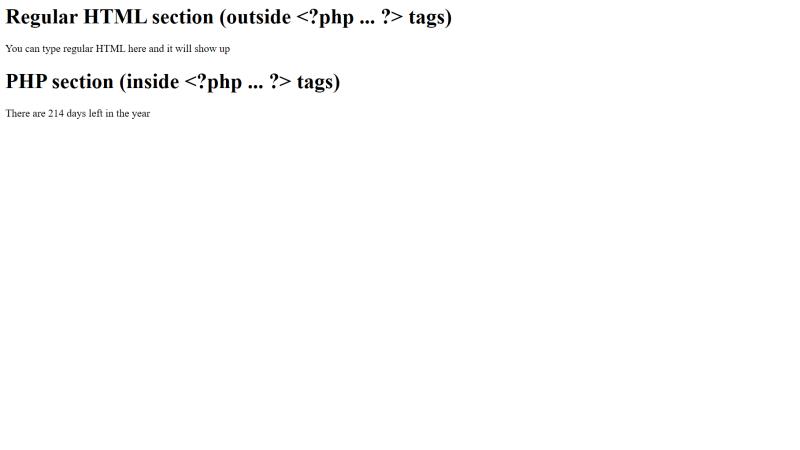 Regular HTML section (outside <?php ... ?> tags)
You can type regular HTML here and it will show up
PHP section (inside <?php ... ?> tags)
There are 214 days left in the year